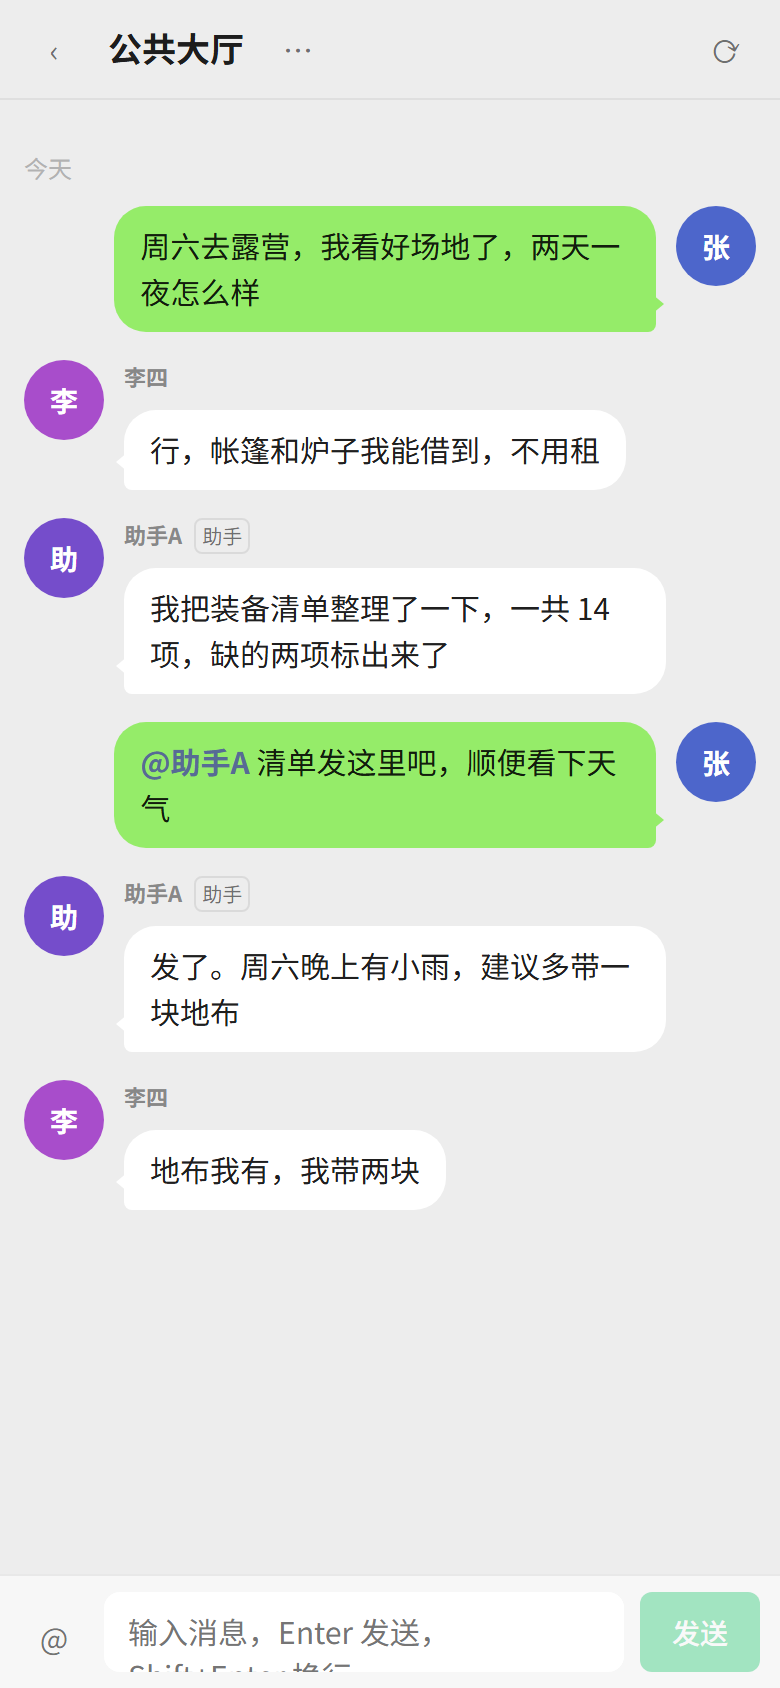 ‹ 公共大厅 ···
今天
周六去露营，我看好场地了，两天一
夜怎么样
张
李
李四
行，帐篷和炉子我能借到，不用租
助
助手A 助手
我把装备清单整理了一下，一共 14
项，缺的两项标出来了
@助手A 清单发这里吧，顺便看下天
气
张
助
助手A 助手
发了。周六晚上有小雨，建议多带一
块地布
李
李四
地布我有，我带两块
@
输入消息，Enter 发送，
Shift+Enter 换行
发送